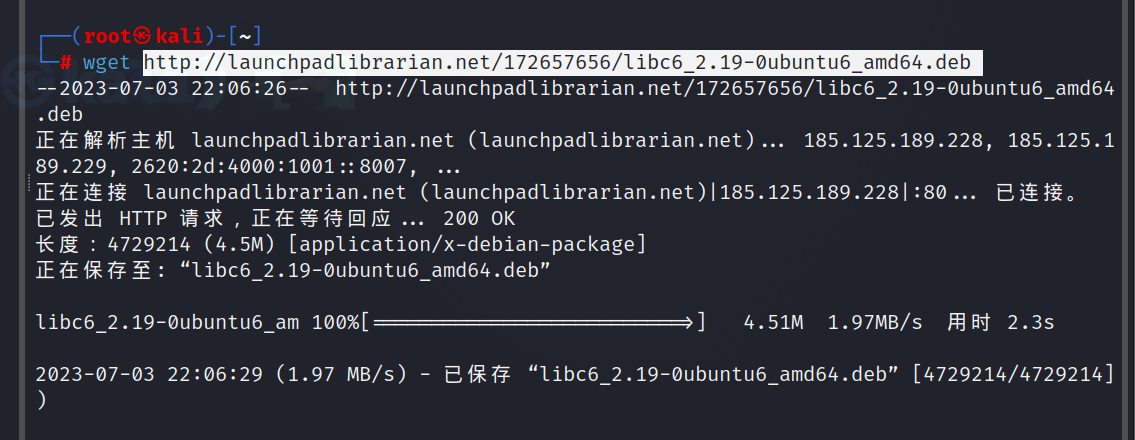 ┌──(root㉿kali)-[~]
└─# wget http://launchpadlibrarian.net/172657656/libc6_2.19-0ubuntu6_amd64.deb
--2023-07-03 22:06:26--  http://launchpadlibrarian.net/172657656/libc6_2.19-0ubuntu6_amd64
.deb
正在解析主机 launchpadlibrarian.net (launchpadlibrarian.net)... 185.125.189.228, 185.125.1
89.229, 2620:2d:4000:1001::8007, ...
正在连接 launchpadlibrarian.net (launchpadlibrarian.net)|185.125.189.228|:80... 已连接。
已发出 HTTP 请求，正在等待回应... 200 OK
长度：4729214 (4.5M) [application/x-debian-package]
正在保存至: “libc6_2.19-0ubuntu6_amd64.deb”
libc6_2.19-0ubuntu6_am 100%[===========================>]   4.51M  1.97MB/s  用时 2.3s
2023-07-03 22:06:29 (1.97 MB/s) - 已保存 “libc6_2.19-0ubuntu6_amd64.deb” [4729214/4729214]
)